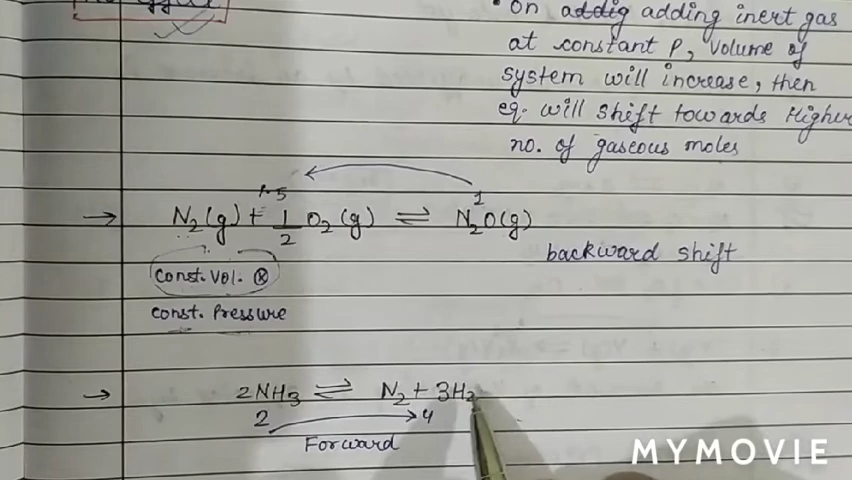 • On addig adding inert gas
at constant P, Volume of
system will increase, then
eq. will shift towards Higher
no. of gaseous moles
1.5 1
→ N₂(g) + 1/2 O₂(g) ⇌ N₂O(g)
backward shift
const. vol. ⊗
const. Pressure
→ 2NH₃ ⇌ N₂ + 3H₂
2 → 4
Forward
MYMOVIE